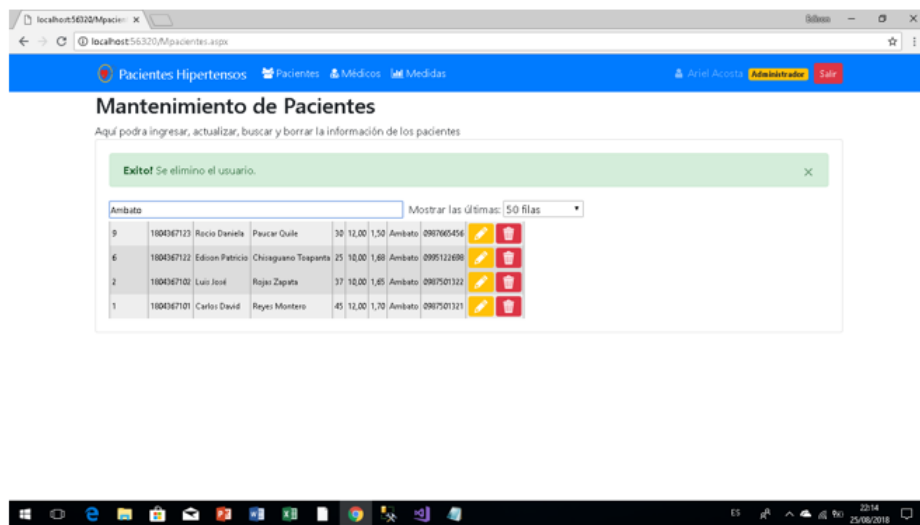 localhost:56320/Mpacien
localhost:56320/Mpacientes.aspx
Pacientes Hipertensos Pacientes Médicos Medidas Ariel Acosta Administrador Salir
Mantenimiento de Pacientes
Aquí podra ingresar, actualizar, buscar y borrar la información de los pacientes
Exito! Se elimino el usuario. ×
Ambato Mostrar las últimas: 50 filas
9 1804367123 Rocio Daniela Paucar Quile 30 12,00 1,50 Ambato 0987665456
6 1804367122 Edison Patricio Chisaguano Toapanta 25 10,00 1,68 Ambato 0995122698
2 1804367102 Luis José Rojas Zapata 37 10,00 1,65 Ambato 0987501322
1 1804367101 Carlos David Reyes Montero 45 12,00 1,70 Ambato 0987501321
ES 22:14
25/08/2018